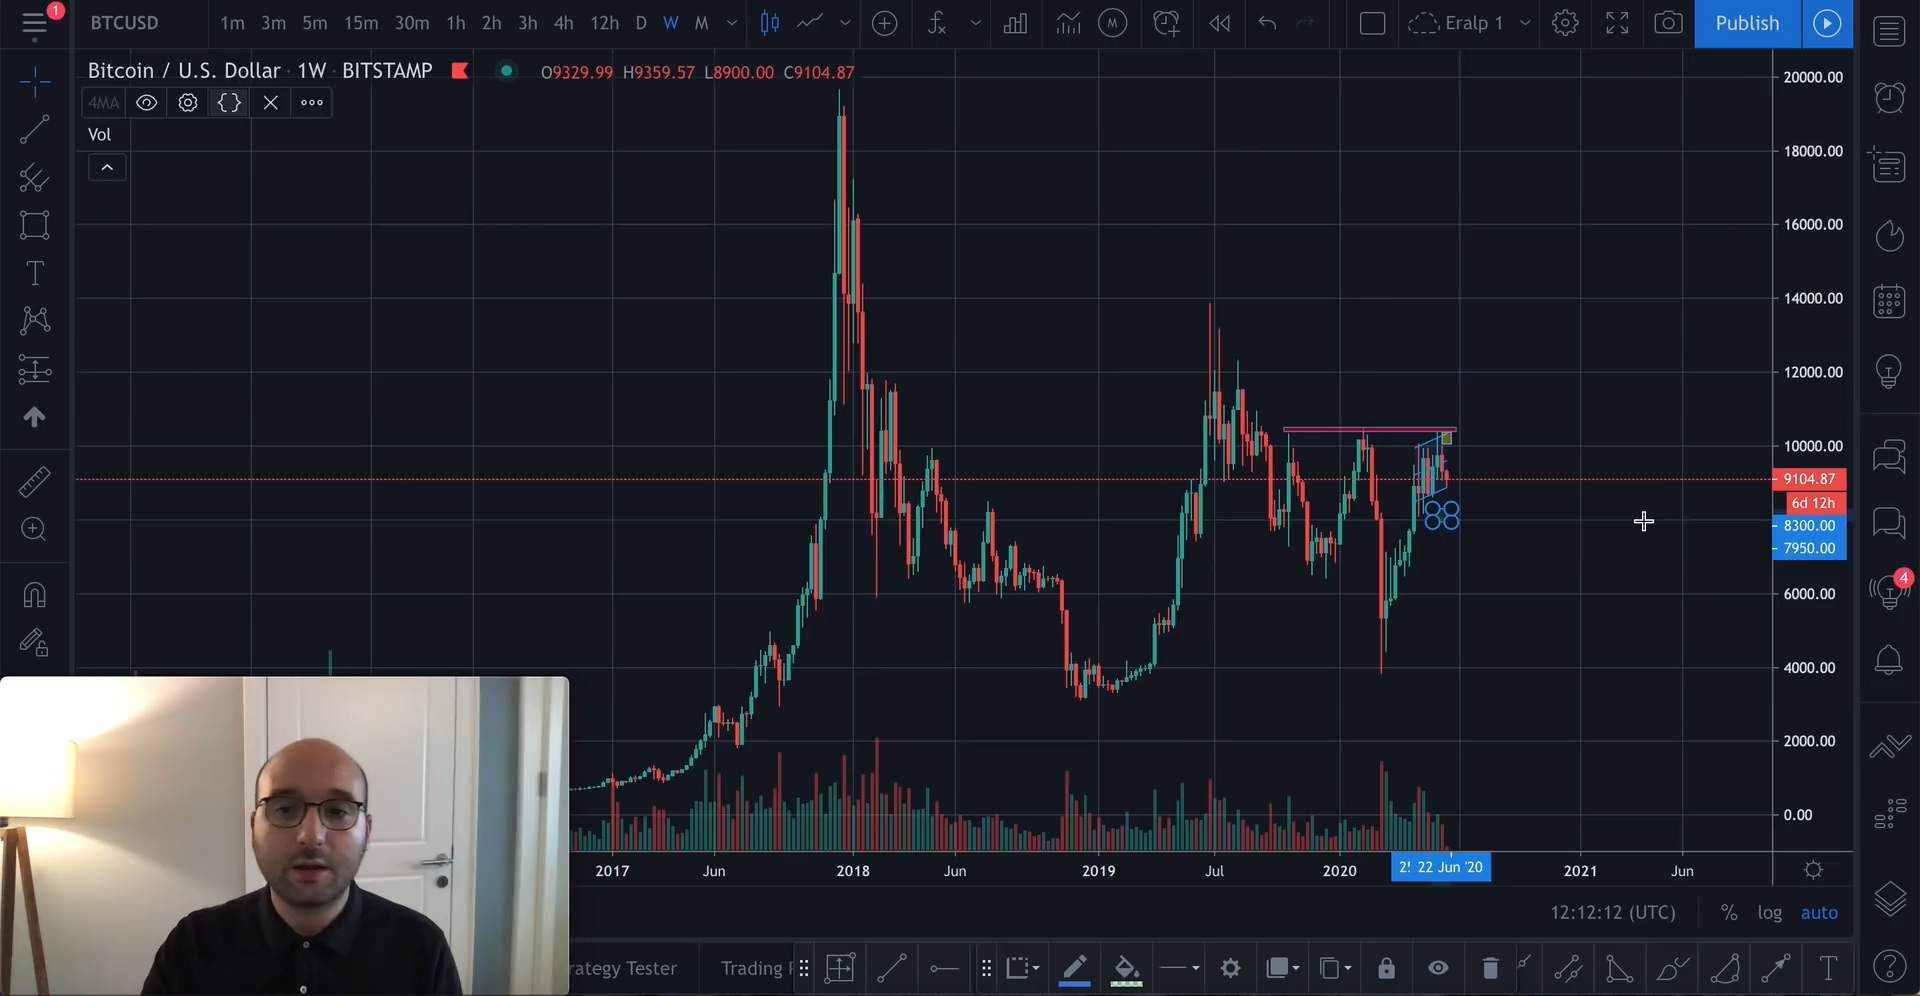 1
BTCUSD 1m 3m 5m 15m 30m 1h 2h 3h 4h 12h D W M Eralp 1 Publish
Bitcoin / U.S. Dollar · 1W · BITSTAMP O9329.99 H9359.57 L8900.00 C9104.87
4MA
Vol
20000.00
18000.00
16000.00
14000.00
12000.00
10000.00
9104.87
6d 12h
8300.00
7950.00
6000.00
4
4000.00
2000.00
0.00
2017 Jun 2018 Jun 2019 Jul 2020 22 Jun '20 2021 Jun
12:12:12 (UTC) % log auto
rategy Tester Trading